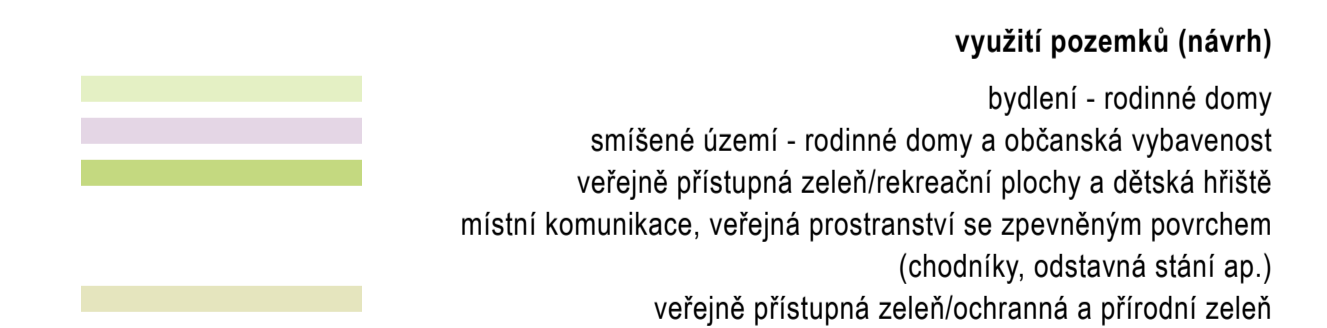 využití pozemků (návrh)
bydlení - rodinné domy
smíšené území - rodinné domy a občanská vybavenost
veřejně přístupná zeleň/rekreační plochy a dětská hřiště
místní komunikace, veřejná prostranství se zpevněným povrchem
(chodníky, odstavná stání ap.)
veřejně přístupná zeleň/ochranná a přírodní zeleň